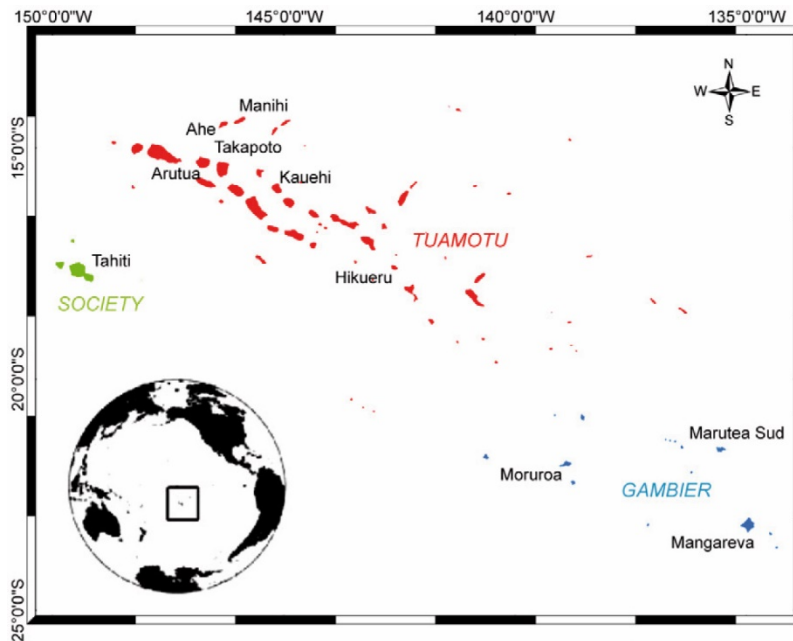 150°0'0"W
145°0'0"W
140°0'0"W
135°0'0"W
N
W E
S
Manihi
Ahe
Takapoto
15°0'0"S
Arutua
Kauehi
TUAMOTU
Tahiti
Hikueru
SOCIETY
20°0'0"S
Marutea Sud
Moruroa
GAMBIER
Mangareva
25°0'0"S